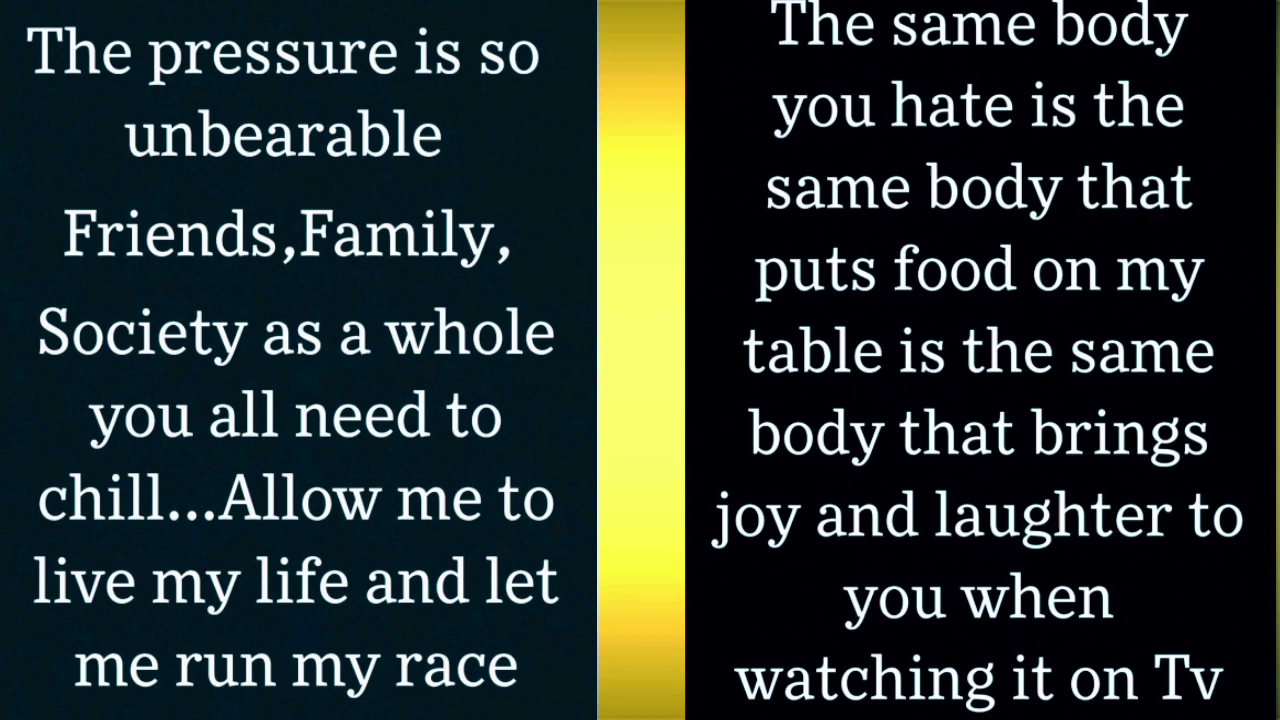 The pressure is so
unbearable
Friends,Family,
Society as a whole
you all need to
chill...Allow me to
live my life and let
me run my race
The same body
you hate is the
same body that
puts food on my
table is the same
body that brings
joy and laughter to
you when
watching it on Tv